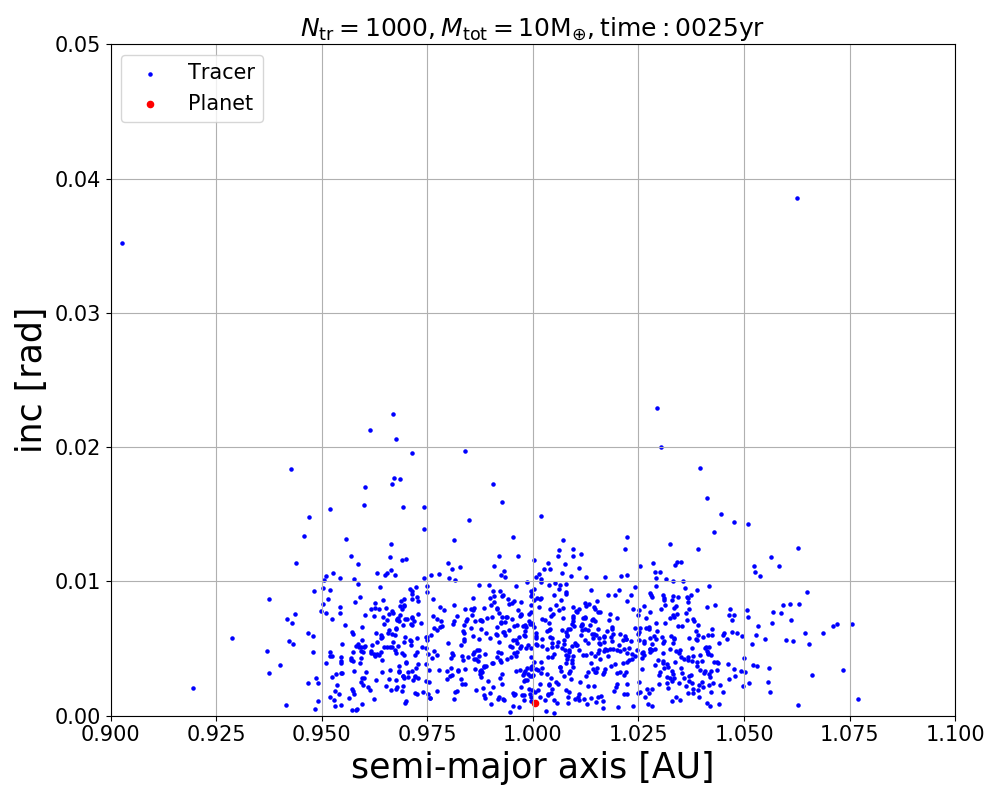 N_tr = 1000, M_tot = 10M_⊕, time : 0025yr
Tracer
Planet
inc [rad]
0.05
0.04
0.03
0.02
0.01
0.00
0.900 0.925 0.950 0.975 1.000 1.025 1.050 1.075 1.100
semi-major axis [AU]